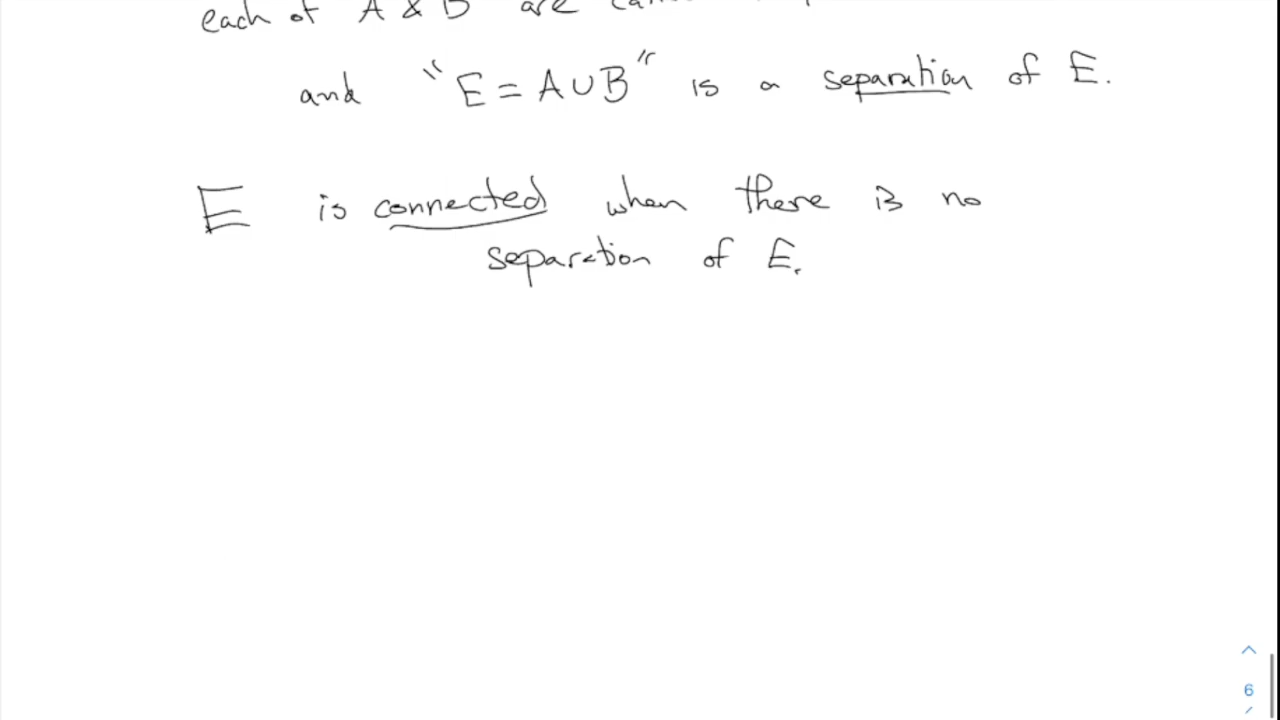 each of A & B are
and "E = A ∪ B" is a separation of E.
E is connected when there is no
separation of E.
6